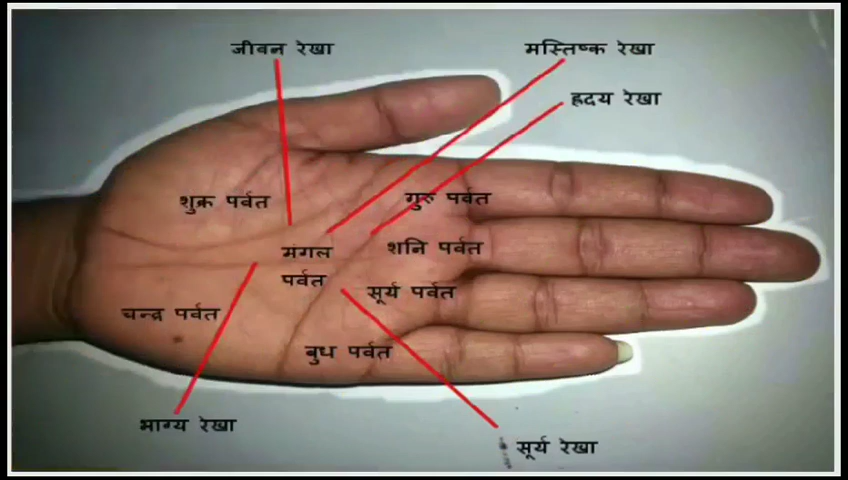 जीवन रेखा
मस्तिष्क रेखा
ह्रदय रेखा
शुक्र पर्वत
गुरु पर्वत
शनि पर्वत
मंगल
पर्वत
सूर्य पर्वत
चन्द्र पर्वत
बुध पर्वत
भाग्य रेखा
सूर्य रेखा